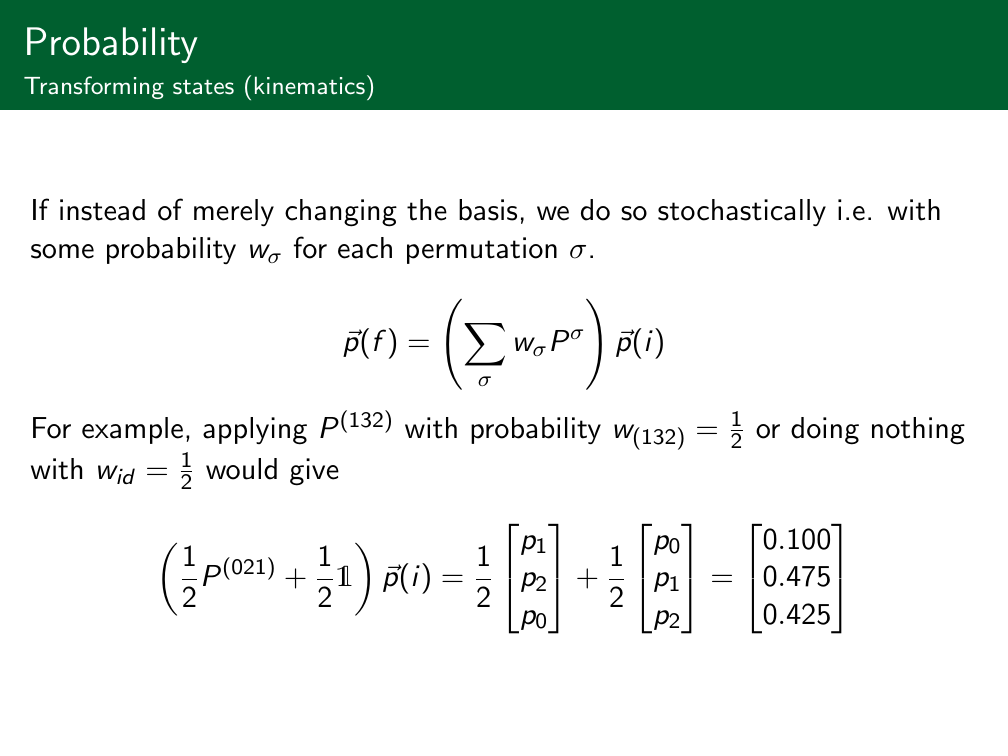 Probability
Transforming states (kinematics)
If instead of merely changing the basis, we do so stochastically i.e. with
some probability $w_\sigma$ for each permutation $\sigma$.
$\vec{p}(f) = \left( \sum_{\sigma} w_\sigma P^\sigma \right) \vec{p}(i)$
For example, applying $P^{(132)}$ with probability $w_{(132)} = \frac{1}{2}$ or doing nothing
with $w_{id} = \frac{1}{2}$ would give
$\left( \frac{1}{2} P^{(021)} + \frac{1}{2} \mathbb{1} \right) \vec{p}(i) = \frac{1}{2} \begin{bmatrix} p_1 \\ p_2 \\ p_0 \end{bmatrix} + \frac{1}{2} \begin{bmatrix} p_0 \\ p_1 \\ p_2 \end{bmatrix} = \begin{bmatrix} 0.100 \\ 0.475 \\ 0.425 \end{bmatrix}$